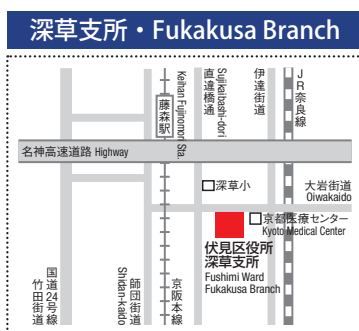 深草支所・Fukakusa Branch
藤森駅
Keihan Fujinomori Sta.
直違橋通
Sujikaibashi-dori
伊達街道
JR奈良線
名神高速道路 Highway
深草小
大岩街道
Oiwakaido
京都医療センター
Kyoto Medical Center
伏見区役所
深草支所
Fushimi Ward
Fukakusa Branch
国道24号線
竹田街道
師団街道
Shidan-kaido
京阪本線